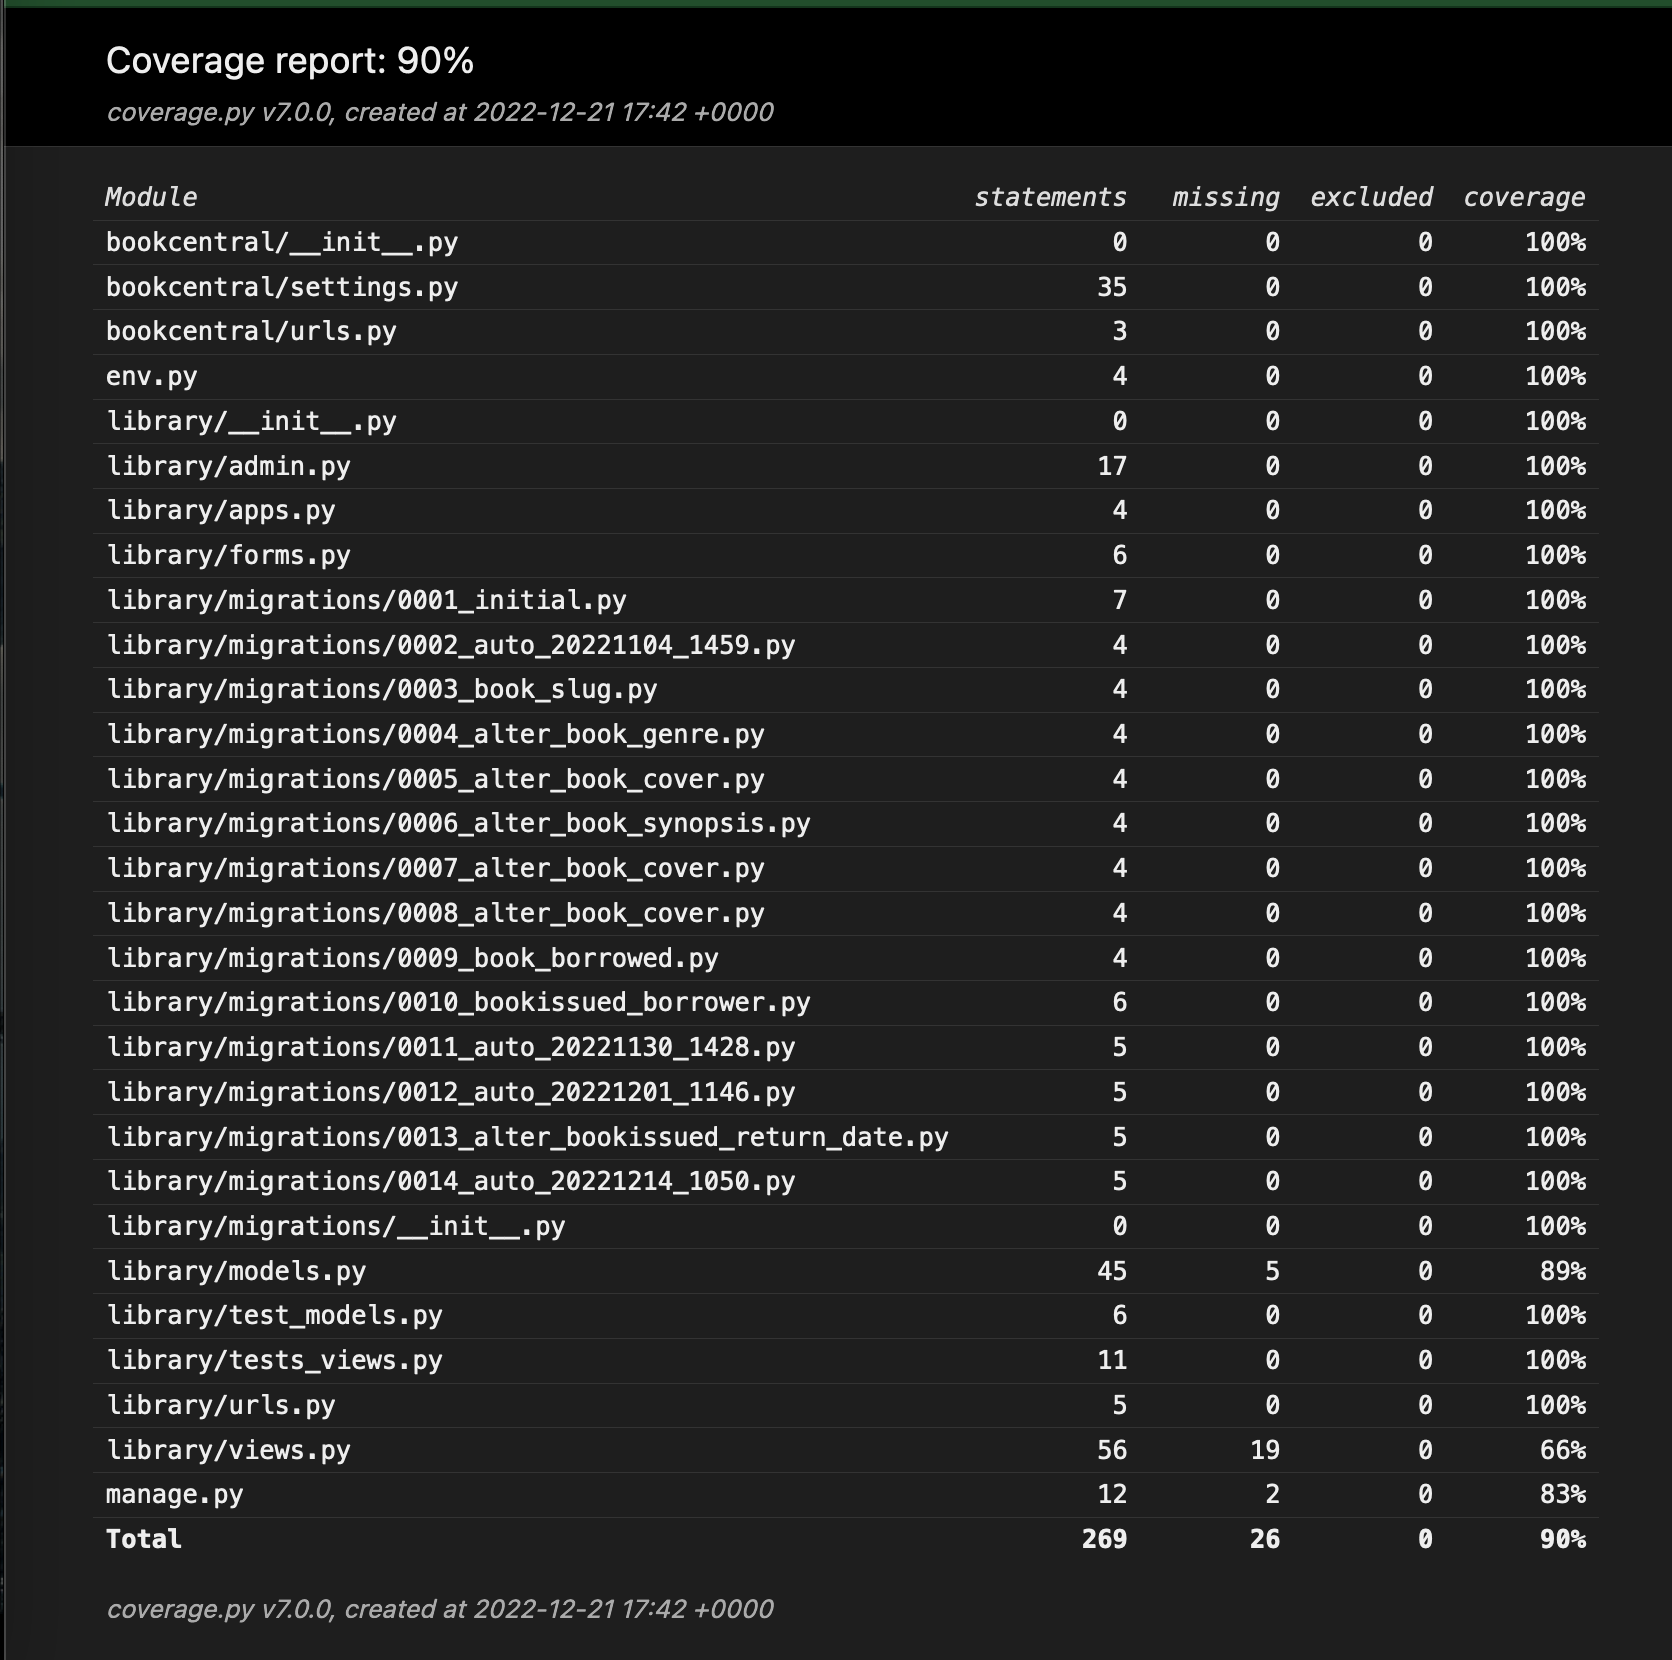 Coverage report: 90%
coverage.py v7.0.0, created at 2022-12-21 17:42 +0000
Module statements missing excluded coverage
bookcentral/__init__.py 0 0 0 100%
bookcentral/settings.py 35 0 0 100%
bookcentral/urls.py 3 0 0 100%
env.py 4 0 0 100%
library/__init__.py 0 0 0 100%
library/admin.py 17 0 0 100%
library/apps.py 4 0 0 100%
library/forms.py 6 0 0 100%
library/migrations/0001_initial.py 7 0 0 100%
library/migrations/0002_auto_20221104_1459.py 4 0 0 100%
library/migrations/0003_book_slug.py 4 0 0 100%
library/migrations/0004_alter_book_genre.py 4 0 0 100%
library/migrations/0005_alter_book_cover.py 4 0 0 100%
library/migrations/0006_alter_book_synopsis.py 4 0 0 100%
library/migrations/0007_alter_book_cover.py 4 0 0 100%
library/migrations/0008_alter_book_cover.py 4 0 0 100%
library/migrations/0009_book_borrowed.py 4 0 0 100%
library/migrations/0010_bookissued_borrower.py 6 0 0 100%
library/migrations/0011_auto_20221130_1428.py 5 0 0 100%
library/migrations/0012_auto_20221201_1146.py 5 0 0 100%
library/migrations/0013_alter_bookissued_return_date.py 5 0 0 100%
library/migrations/0014_auto_20221214_1050.py 5 0 0 100%
library/migrations/__init__.py 0 0 0 100%
library/models.py 45 5 0 89%
library/test_models.py 6 0 0 100%
library/tests_views.py 11 0 0 100%
library/urls.py 5 0 0 100%
library/views.py 56 19 0 66%
manage.py 12 2 0 83%
Total 269 26 0 90%
coverage.py v7.0.0, created at 2022-12-21 17:42 +0000